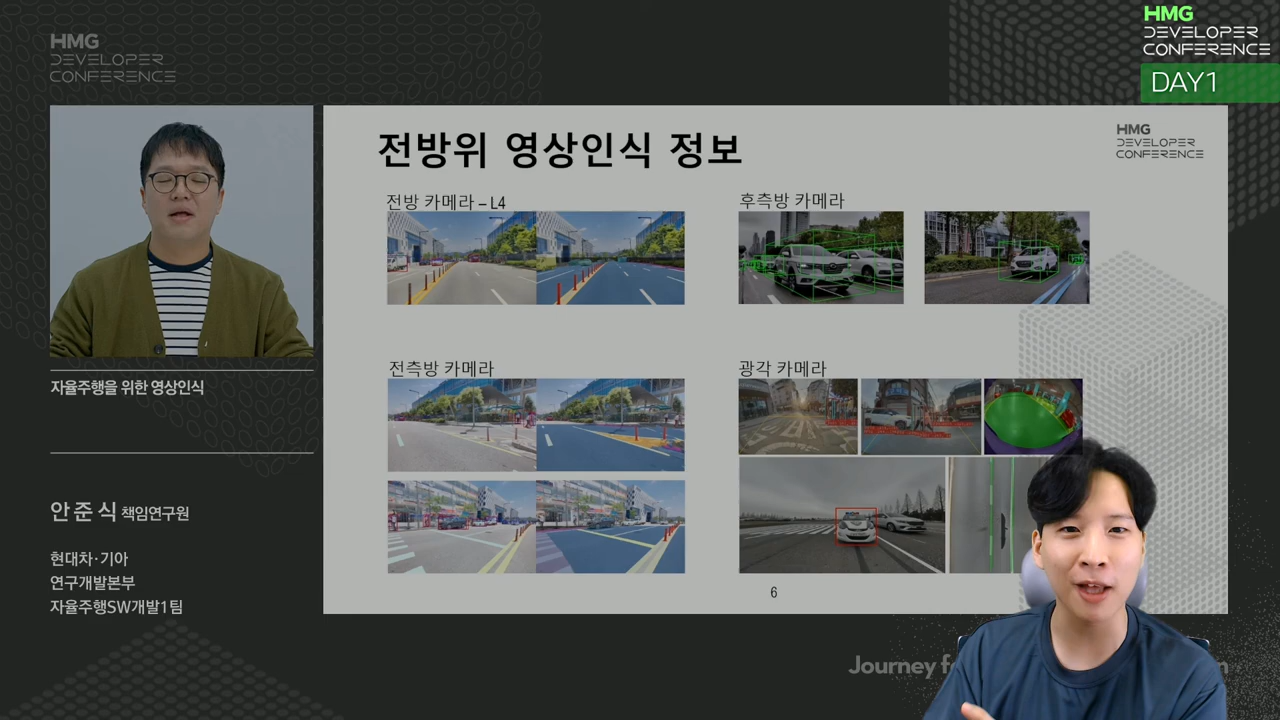 HMG
DEVELOPER
CONFERENCE
HMG
DEVELOPER
CONFERENCE
DAY1
전방위 영상인식 정보
HMG
DEVELOPER
CONFERENCE
전방 카메라 – L4
후측방 카메라
전측방 카메라
광각 카메라
6
자율주행을 위한 영상인식
안준식 책임연구원
현대차·기아
연구개발본부
자율주행SW개발1팀
Journey